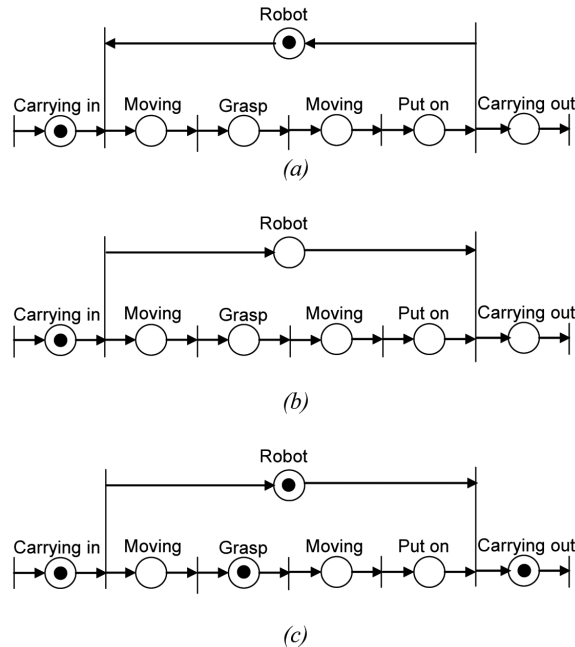 Robot
Carrying in Moving Grasp Moving Put on Carrying out
(a)
Robot
Carrying in Moving Grasp Moving Put on Carrying out
(b)
Robot
Carrying in Moving Grasp Moving Put on Carrying out
(c)